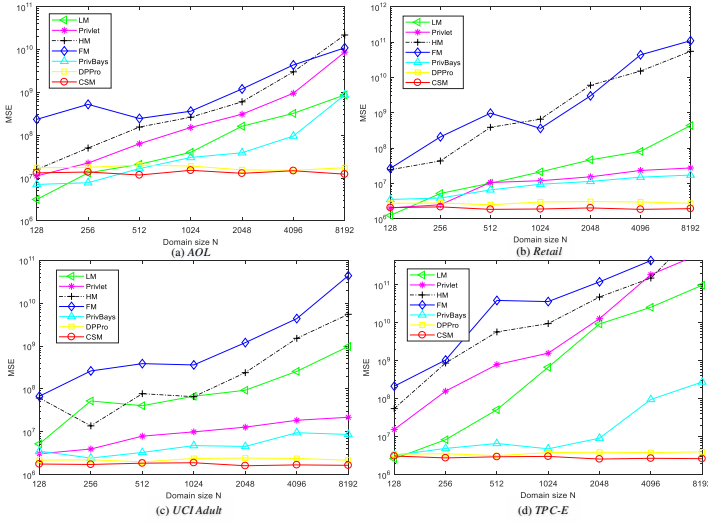 10^11
10^10
10^9
10^8
10^7
10^6
MSE
LM
Privlet
HM
FM
PrivBays
DPPro
CSM
128 256 512 1024 2048 4096 8192
Domain size N
(a) AOL
10^12
10^11
10^10
10^9
10^8
10^7
10^6
MSE
LM
Privlet
HM
FM
PrivBays
DPPro
CSM
128 256 512 1024 2048 4096 8192
Domain size N
(b) Retail
10^11
10^10
10^9
10^8
10^7
10^6
MSE
LM
Privlet
HM
FM
PrivBayes
DPPro
CSM
128 256 512 1024 2048 4096 8192
Domain size N
(c) UCI Adult
10^11
10^10
10^9
10^8
10^7
10^6
MSE
LM
Privlet
HM
FM
PrivBays
DPPro
CSM
128 256 512 1024 2048 4096 8192
Domain size N
(d) TPC-E